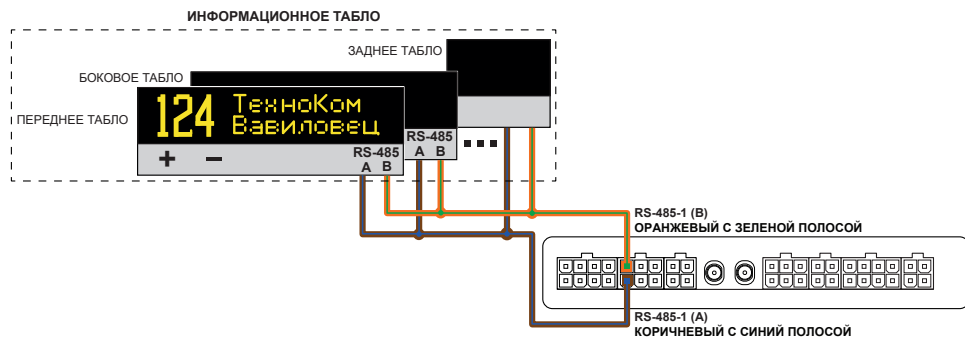 ИНФОРМАЦИОННОЕ ТАБЛО
ЗАДНЕЕ ТАБЛО
БОКОВОЕ ТАБЛО
ПЕРЕДНЕЕ ТАБЛО
124 ТехноКом
Вавиловец
+ −
RS-485
A B
RS-485
A B
RS-485-1 (B)
ОРАНЖЕВЫЙ С ЗЕЛЕНОЙ ПОЛОСОЙ
RS-485-1 (A)
КОРИЧНЕВЫЙ С СИНИЙ ПОЛОСОЙ